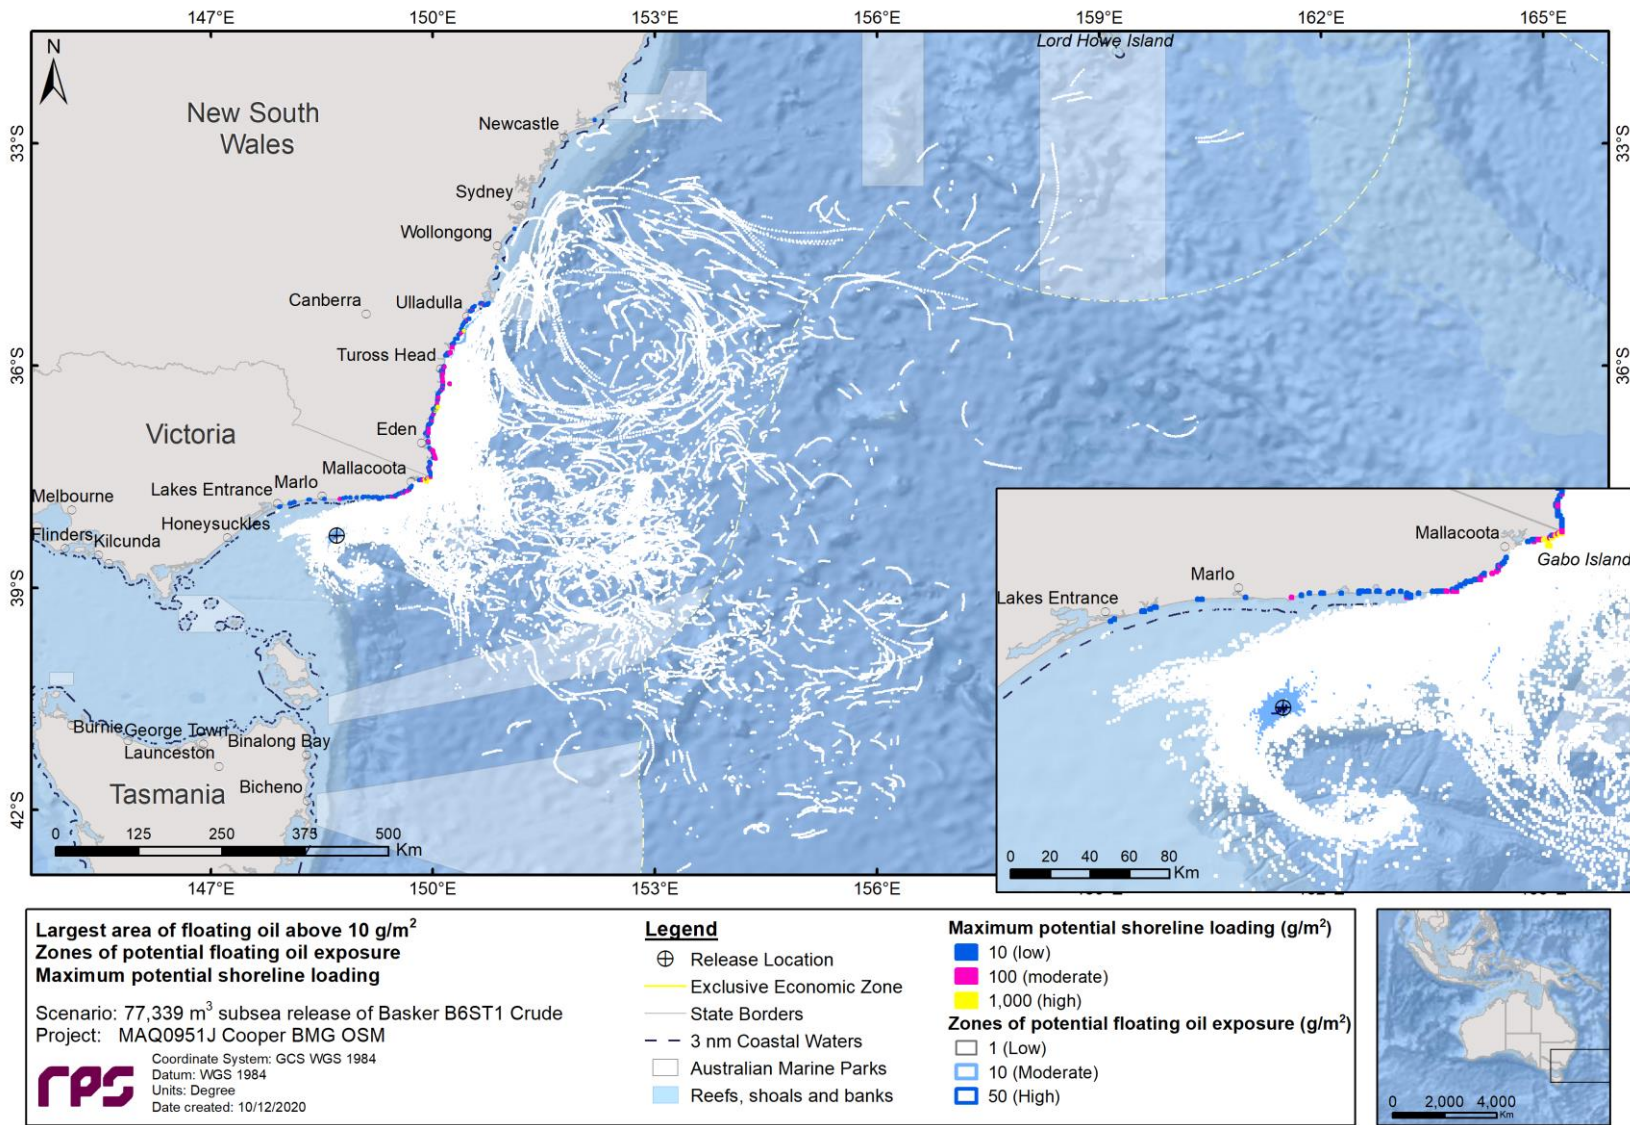 147°E 150°E 153°E 156°E 159°E 162°E 165°E
N
Lord Howe Island
New South
Wales
Newcastle
33°S 33°S
Sydney
Wollongong
Canberra
Ulladulla
Tuross Head
36°S 36°S
Victoria
Eden
Mallacoota
Lakes Entrance
Marlo
Melbourne
Honeysuckles
Flinders
Kilcunda
39°S
Burnie
George Town
Launceston
Binalong Bay
Bicheno
Tasmania
42°S
0 125 250 375 500
Km
Mallacoota
Gabo Island
Marlo
Lakes Entrance
0 20 40 60 80
Km
147°E 150°E 153°E 156°E
Largest area of floating oil above 10 g/m²
Zones of potential floating oil exposure
Maximum potential shoreline loading
Scenario: 77,339 m³ subsea release of Basker B6ST1 Crude
Project: MAQ0951J Cooper BMG OSM
rps
Coordinate System: GCS WGS 1984
Datum: WGS 1984
Units: Degree
Date created: 10/12/2020
Legend
Release Location
Exclusive Economic Zone
State Borders
3 nm Coastal Waters
Australian Marine Parks
Reefs, shoals and banks
Maximum potential shoreline loading (g/m²)
10 (low)
100 (moderate)
1,000 (high)
Zones of potential floating oil exposure (g/m²)
1 (Low)
10 (Moderate)
50 (High)
0 2,000 4,000
Km